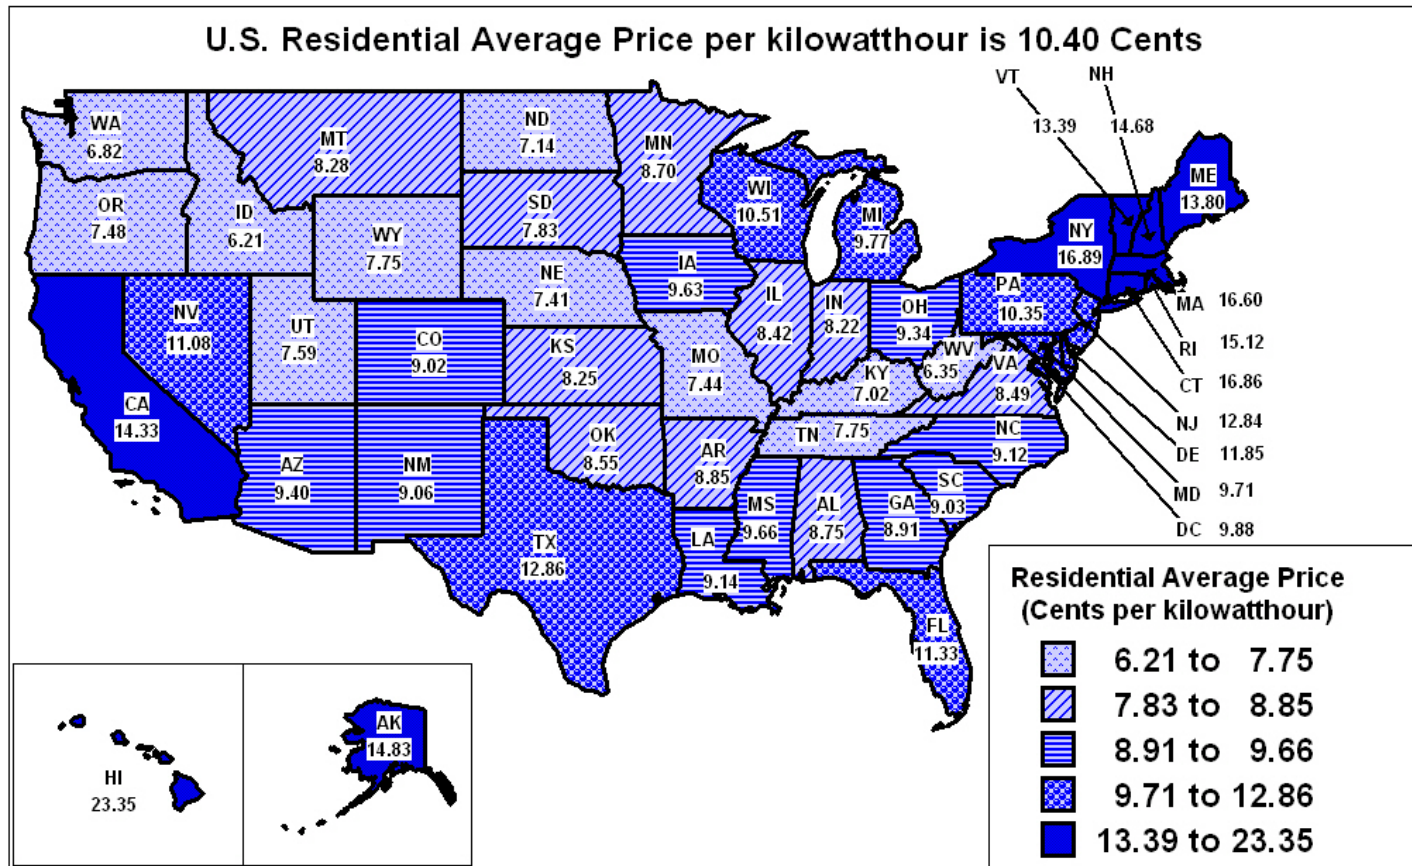 U.S. Residential Average Price per kilowatthour is 10.40 Cents
VT
NH
13.39
14.68
WA
6.82
MT
8.28
ND
7.14
MN
8.70
ME
13.80
OR
7.48
ID
6.21
WY
7.75
SD
7.83
WI
10.51
MI
9.77
NY
16.89
NV
11.08
UT
7.59
CO
9.02
NE
7.41
IA
9.63
IL
8.42
IN
8.22
OH
9.34
PA
10.35
MA 16.60
RI 15.12
CT 16.86
NJ 12.84
DE 11.85
MD 9.71
DC 9.88
CA
14.33
KS
8.25
MO
7.44
KY
7.02
WV
6.35
VA
8.49
AZ
9.40
NM
9.06
OK
8.55
AR
8.85
TN 7.75
NC
9.12
SC
9.03
TX
12.86
LA
9.14
MS
9.66
AL
8.75
GA
8.91
FL
11.33
HI
23.35
AK
14.83
Residential Average Price
(Cents per kilowatthour)
6.21 to 7.75
7.83 to 8.85
8.91 to 9.66
9.71 to 12.86
13.39 to 23.35